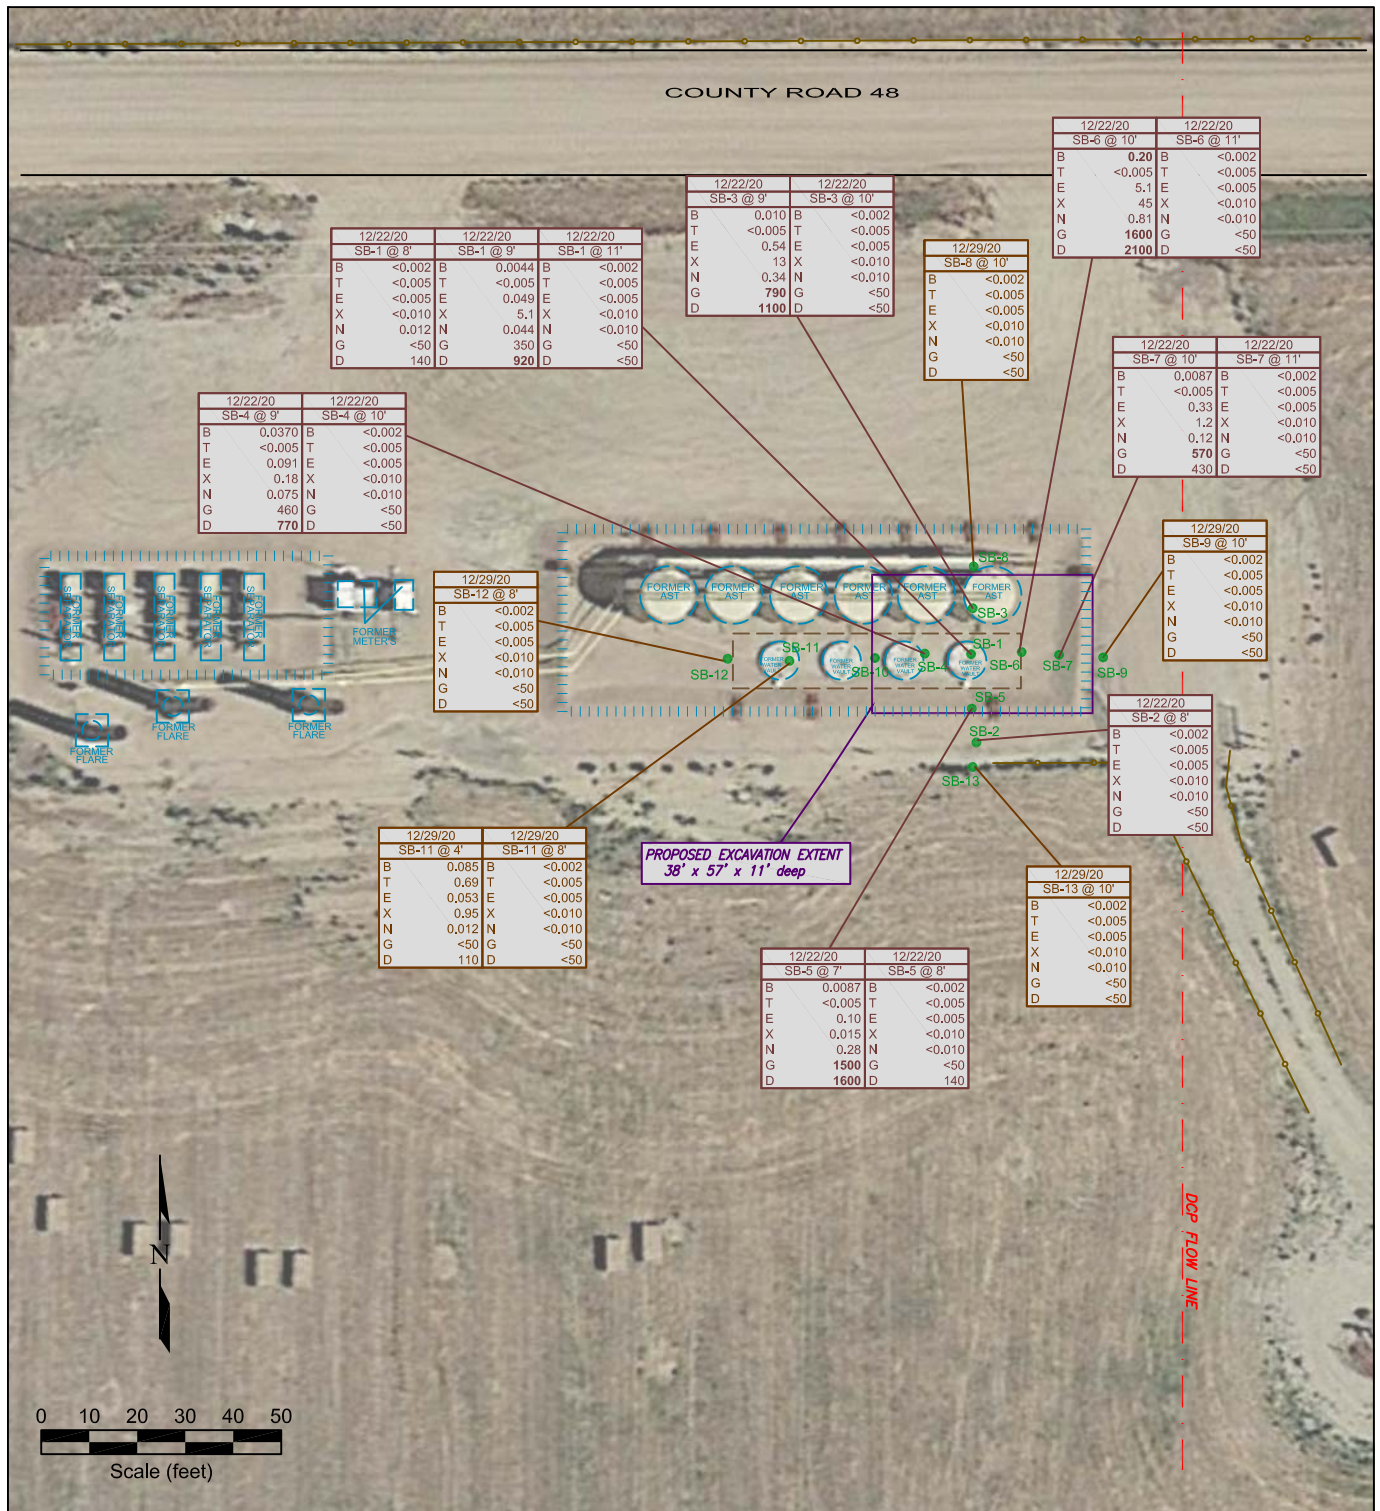 COUNTY ROAD 48
12/22/20 12/22/20
SB-6 @ 10' SB-6 @ 11'
B 0.20 B <0.002
T <0.005 T <0.005
E 5.1 E <0.005
X 45 X <0.010
N 0.81 N <0.010
G 1600 G <50
D 2100 D <50
12/22/20 12/22/20
SB-3 @ 9' SB-3 @ 10'
B 0.010 B <0.002
T <0.005 T <0.005
E 0.54 E <0.005
X 13 X <0.010
N 0.34 N <0.010
G 790 G <50
D 1100 D <50
12/22/20 12/22/20 12/22/20
SB-1 @ 8' SB-1 @ 9' SB-1 @ 11'
B <0.002 B 0.0044 B <0.002
T <0.005 T <0.005 T <0.005
E <0.005 E 0.049 E <0.005
X <0.010 X 5.1 X <0.010
N 0.012 N 0.044 N <0.010
G <50 G 350 G <50
D 140 D 920 D <50
12/29/20
SB-8 @ 10'
B <0.002
T <0.005
E <0.005
X <0.010
N <0.010
G <50
D <50
12/22/20 12/22/20
SB-7 @ 10' SB-7 @ 11'
B 0.0087 B <0.002
T <0.005 T <0.005
E 0.33 E <0.005
X 1.2 X <0.010
N 0.12 N <0.010
G 570 G <50
D 430 D <50
12/22/20 12/22/20
SB-4 @ 9' SB-4 @ 10'
B 0.0370 B <0.002
T <0.005 T <0.005
E 0.091 E <0.005
X 0.18 X <0.010
N 0.075 N <0.010
G 460 G <50
D 770 D <50
12/29/20
SB-9 @ 10'
B <0.002
T <0.005
E <0.005
X <0.010
N <0.010
G <50
D <50
12/29/20
SB-12 @ 8'
B <0.002
T <0.005
E <0.005
X <0.010
N <0.010
G <50
D <50
SB-8
FORMER AST
FORMER AST
FORMER AST
FORMER AST
FORMER AST
FORMER AST
SB-3
FORMER SEPARATOR
FORMER SEPARATOR
FORMER SEPARATOR
FORMER SEPARATOR
FORMER SEPARATOR
FORMER
METERS
SB-11
SB-1
SB-12
FORMER WATER VAULT
FORMER WATER VAULT
SB-10
FORMER WATER VAULT
SB-4
FORMER WATER VAULT
SB-6
SB-7
SB-9
SB-5
SB-2
SB-13
FORMER
FLARE
FORMER
FLARE
FORMER
FLARE
12/22/20
SB-2 @ 8'
B <0.002
T <0.005
E <0.005
X <0.010
N <0.010
G <50
D <50
12/29/20 12/29/20
SB-11 @ 4' SB-11 @ 8'
B 0.085 B <0.002
T 0.69 T <0.005
E 0.053 E <0.005
X 0.95 X <0.010
N 0.012 N <0.010
G <50 G <50
D 110 D <50
PROPOSED EXCAVATION EXTENT
38' x 57' x 11' deep
12/29/20
SB-13 @ 10'
B <0.002
T <0.005
E <0.005
X <0.010
N <0.010
G <50
D <50
12/22/20 12/22/20
SB-5 @ 7' SB-5 @ 8'
B 0.0087 B <0.002
T <0.005 T <0.005
E 0.10 E <0.005
X 0.015 X <0.010
N 0.28 N <0.010
G 1500 G <50
D 1600 D 140
DCP FLOW LINE
N
0 10 20 30 40 50
Scale (feet)